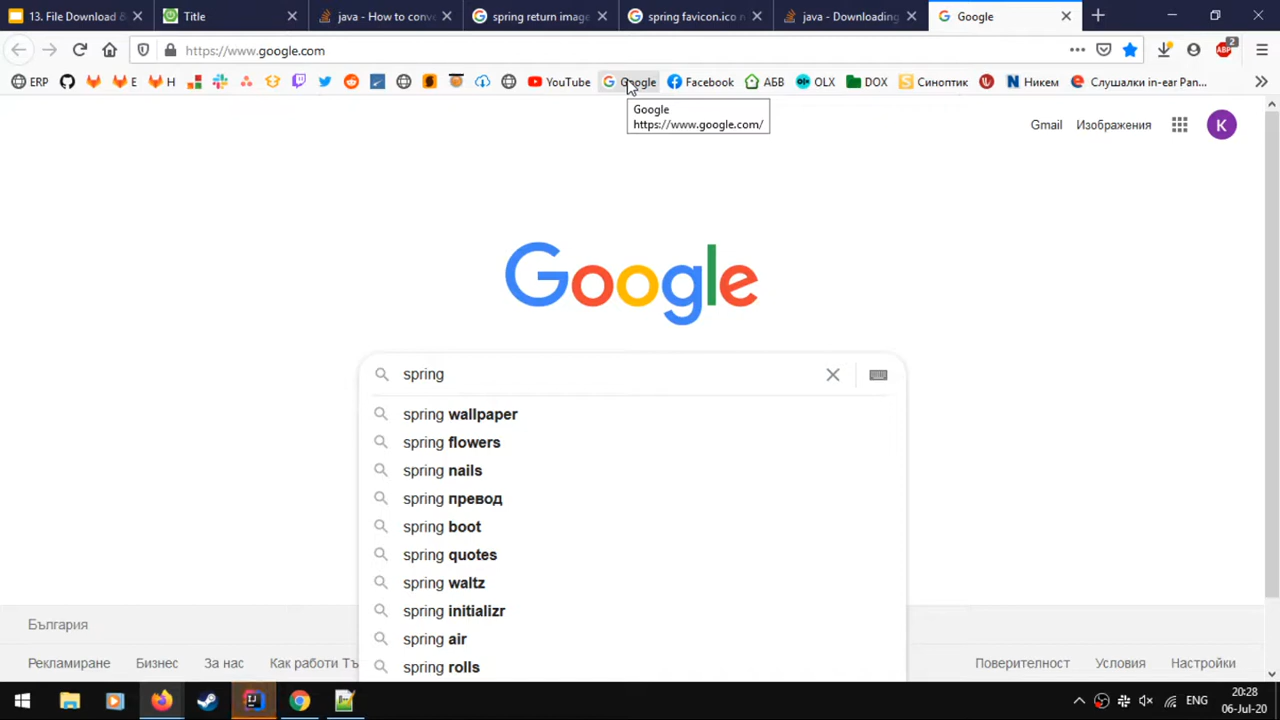 13. File Download &
Title
java - How to conve
spring return image
spring favicon.ico n
java - Downloading
Google
https://www.google.com
2
ERP
E
H
YouTube
Google
Facebook
АБВ
OLX
DOX
Синоптик
Никем
Слушалки in-ear Pan...
Google
https://www.google.com/
Gmail
Изображения
K
Google
spring
spring wallpaper
spring flowers
spring nails
spring превод
spring boot
spring quotes
spring waltz
spring initializr
spring air
spring rolls
България
Рекламиране
Бизнес
За нас
Как работи Тъ
Поверителност
Условия
Настройки
ENG
20:28
06-Jul-20